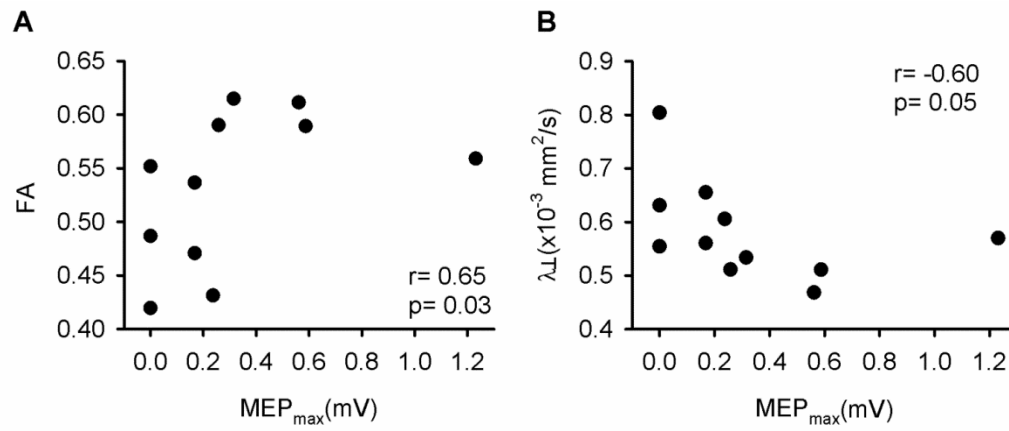 A
FA
0.65
0.60
0.55
0.50
0.45
0.40
r= 0.65
p= 0.03
0.0 0.2 0.4 0.6 0.8 1.0 1.2
MEPmax(mV)
B
λ⊥(x10⁻³ mm²/s)
0.9
0.8
0.7
0.6
0.5
0.4
r= -0.60
p= 0.05
0.0 0.2 0.4 0.6 0.8 1.0 1.2
MEPmax(mV)